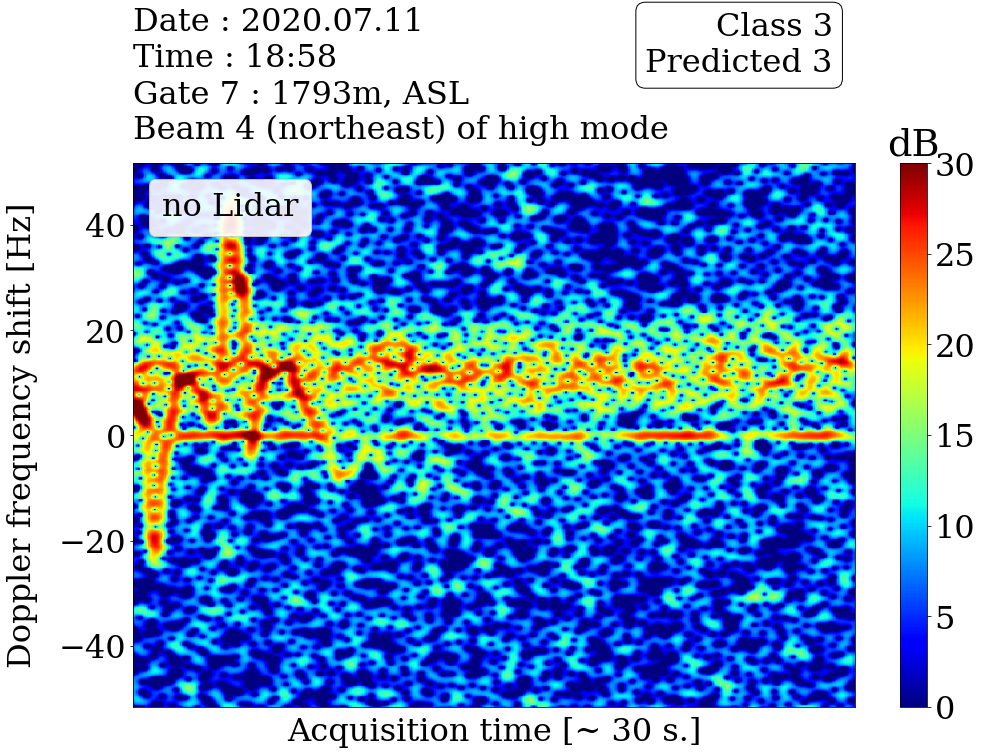 Date : 2020.07.11
Time : 18:58
Gate 7 : 1793m, ASL
Beam 4 (northeast) of high mode
Class 3
Predicted 3
dB
no Lidar
Doppler frequency shift [Hz]
40
20
0
−20
−40
30
25
20
15
10
5
0
Acquisition time [~ 30 s.]